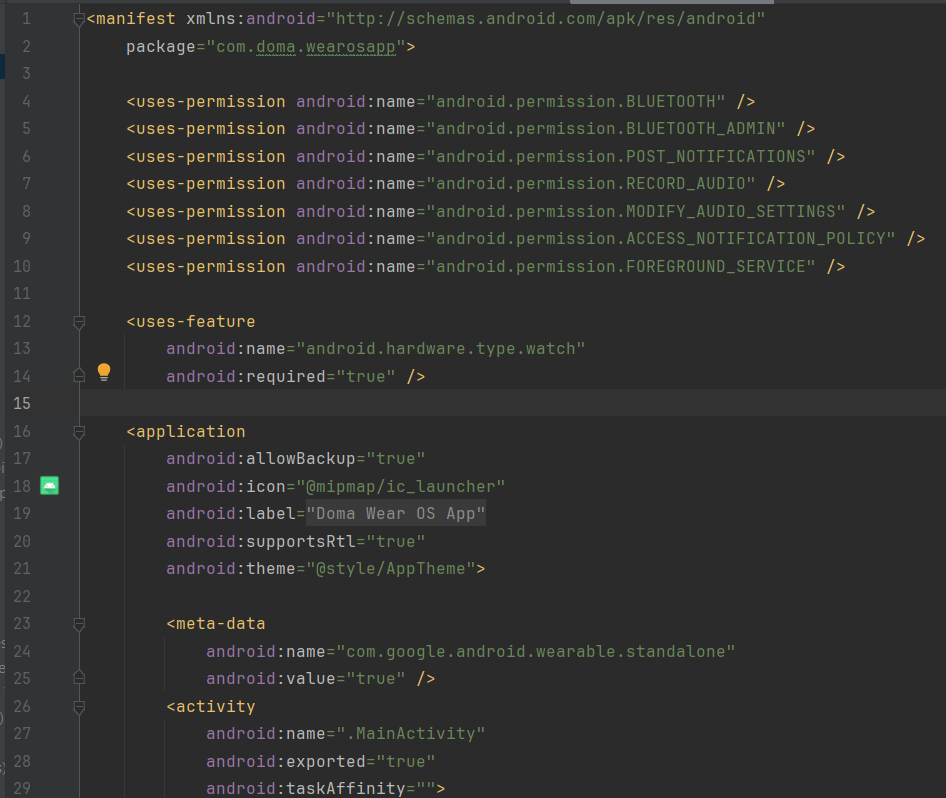 1 <manifest xmlns:android="http://schemas.android.com/apk/res/android"
2 package="com.doma.wearosapp">
3
4 <uses-permission android:name="android.permission.BLUETOOTH" />
5 <uses-permission android:name="android.permission.BLUETOOTH_ADMIN" />
6 <uses-permission android:name="android.permission.POST_NOTIFICATIONS" />
7 <uses-permission android:name="android.permission.RECORD_AUDIO" />
8 <uses-permission android:name="android.permission.MODIFY_AUDIO_SETTINGS" />
9 <uses-permission android:name="android.permission.ACCESS_NOTIFICATION_POLICY" />
10 <uses-permission android:name="android.permission.FOREGROUND_SERVICE" />
11
12 <uses-feature
13 android:name="android.hardware.type.watch"
14 android:required="true" />
15
16 <application
17 android:allowBackup="true"
18 android:icon="@mipmap/ic_launcher"
19 android:label="Doma Wear OS App"
20 android:supportsRtl="true"
21 android:theme="@style/AppTheme">
22
23 <meta-data
24 android:name="com.google.android.wearable.standalone"
25 android:value="true" />
26 <activity
27 android:name=".MainActivity"
28 android:exported="true"
29 android:taskAffinity="">